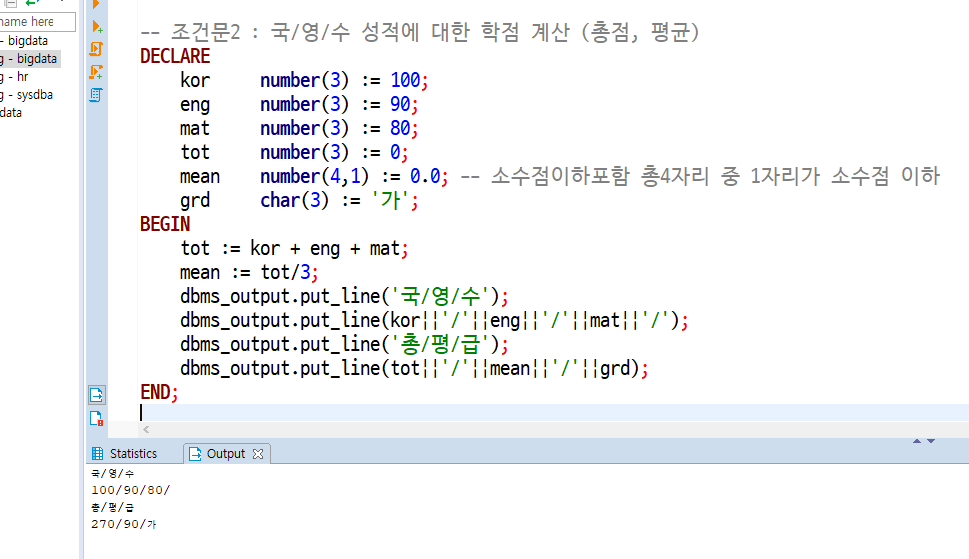 name here
- bigdata
g - bigdata
g - hr
g - sysdba
data
-- 조건문2 : 국/영/수 성적에 대한 학점 계산 (총점, 평균)
DECLARE
kor number(3) := 100;
eng number(3) := 90;
mat number(3) := 80;
tot number(3) := 0;
mean number(4,1) := 0.0; -- 소수점이하포함 총4자리 중 1자리가 소수점 이하
grd char(3) := '가';
BEGIN
tot := kor + eng + mat;
mean := tot/3;
dbms_output.put_line('국/영/수');
dbms_output.put_line(kor||'/'||eng||'/'||mat||'/');
dbms_output.put_line('총/평/급');
dbms_output.put_line(tot||'/'||mean||'/'||grd);
END;
Statistics Output
국/영/수
100/90/80/
총/평/급
270/90/가